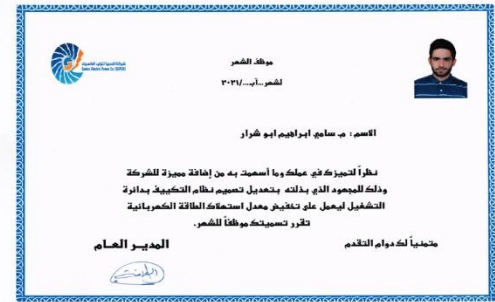 موظف الشهر
لشهر...آب.../٢٠٢١
الاسم : م. سامي ابراهيم ابو شرار
نظراً لتميزك في عملك وما أسهمت به من إضافة مميزة للشركة
وذلك للمجهود الذي بذلته بتعديل تصميم نظام التكييف بدائرة
التشغيل ليعمل على تخفيض معدل استهلاك الطاقة الكهربائية
تقرر تسميتك موظفاً للشهر.
متمنياً لك دوام التقدم
المدير العام